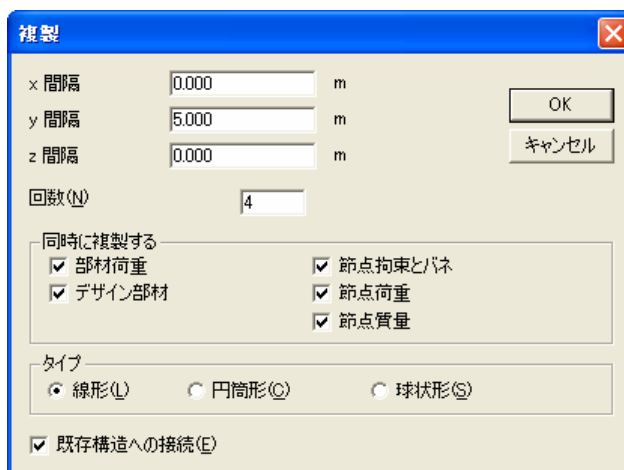 複製
x 間隔 0.000 m
y 間隔 5.000 m
z 間隔 0.000 m
OK
キャンセル
回数(N) 4
同時に複製する
部材荷重 節点拘束とバネ
デザイン部材 節点荷重
節点質量
タイプ
線形(L) 円筒形(C) 球状形(S)
既存構造への接続(E)